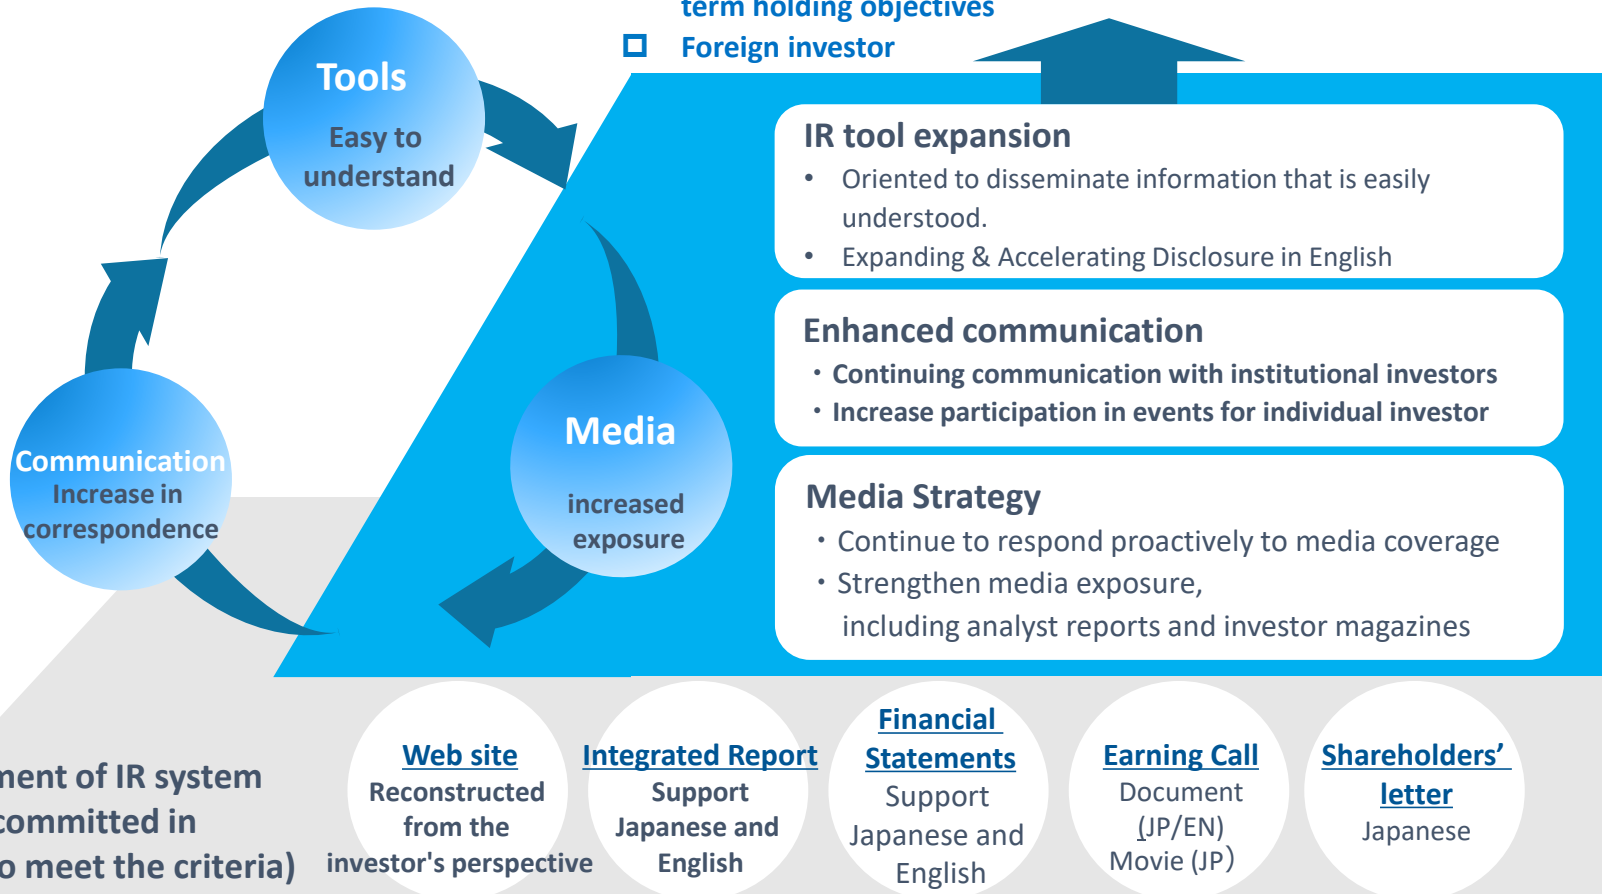 term holding objectives
Foreign investor
Tools
Easy to
understand
Communication
Increase in
correspondence
Media
increased
exposure
IR tool expansion
• Oriented to disseminate information that is easily
understood.
• Expanding & Accelerating Disclosure in English
Enhanced communication
・Continuing communication with institutional investors
・Increase participation in events for individual investor
Media Strategy
・Continue to respond proactively to media coverage
・Strengthen media exposure,
including analyst reports and investor magazines
ment of IR system
committed in
o meet the criteria)
Web site
Reconstructed
from the
investor's perspective
Integrated Report
Support
Japanese and
English
Financial
Statements
Support
Japanese and
English
Earning Call
Document
(JP/EN)
Movie (JP）
Shareholders’
letter
Japanese